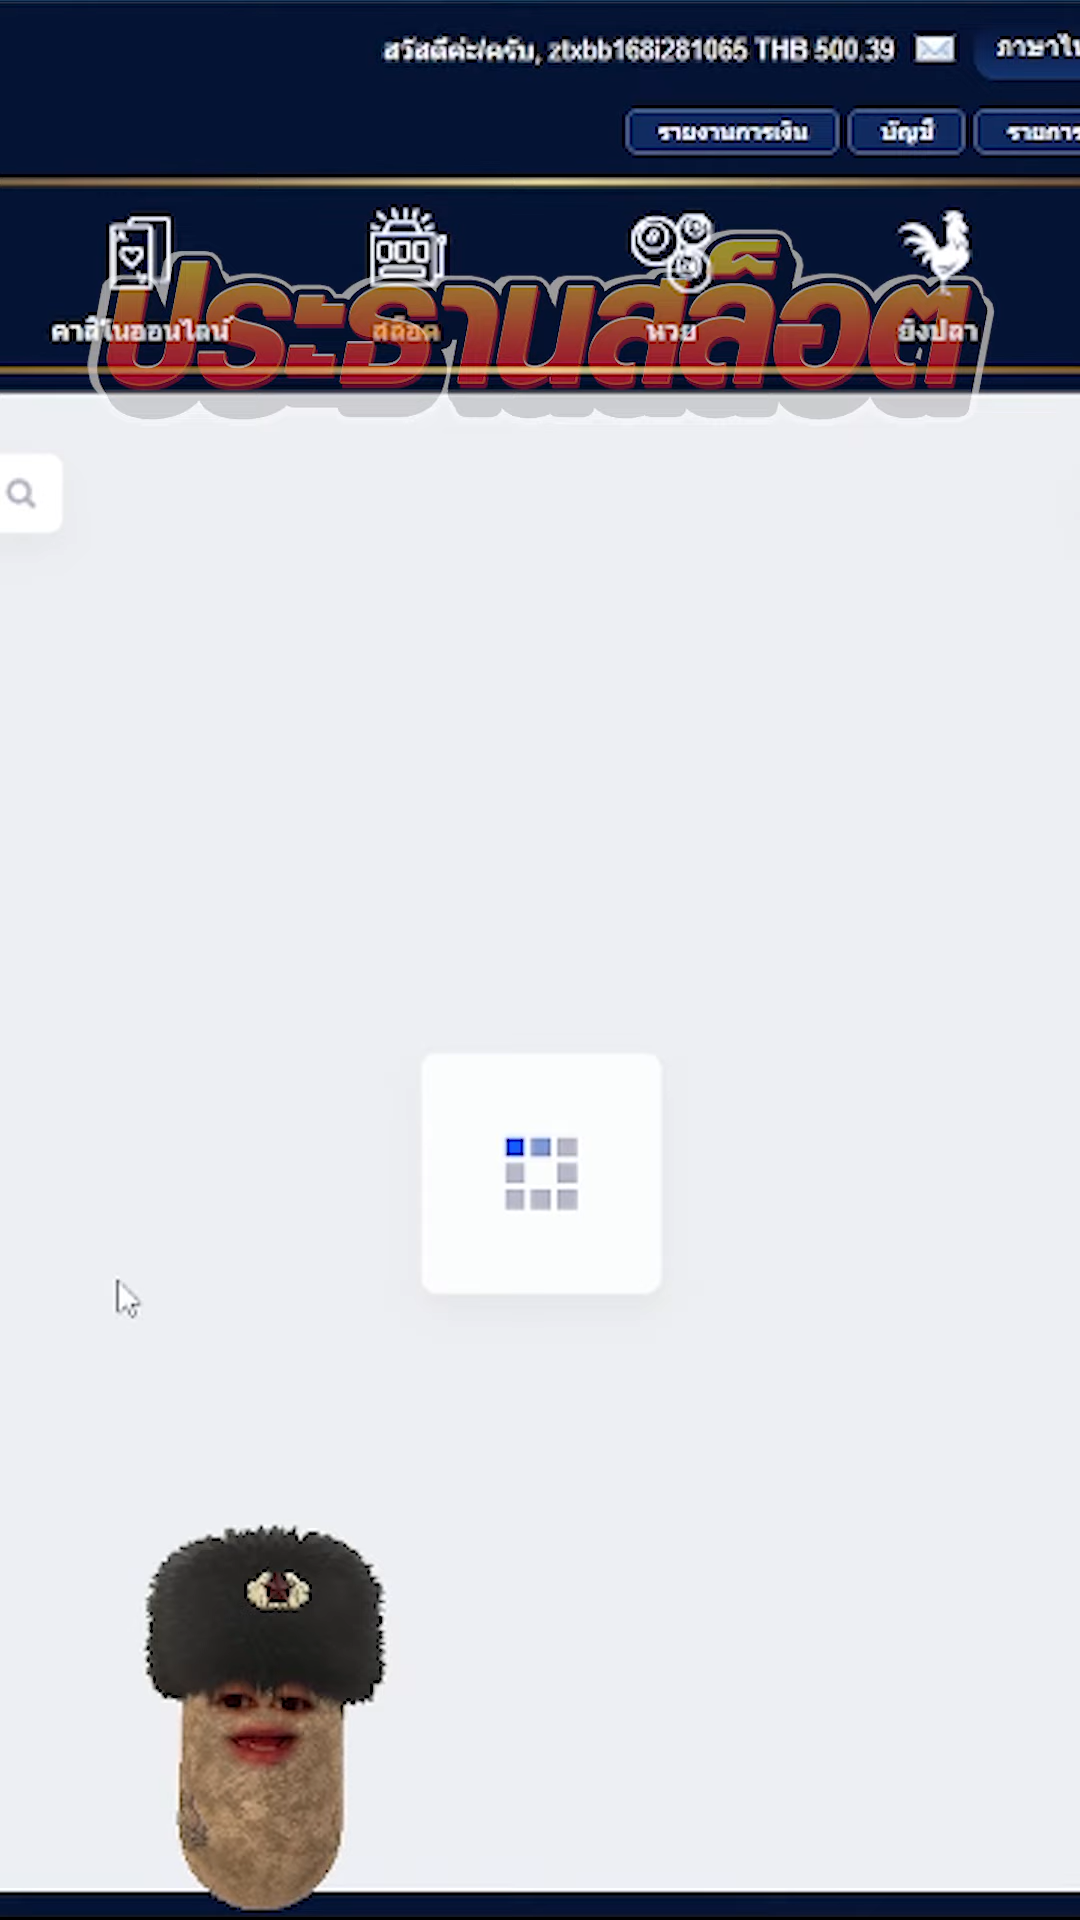 สวัสดีค่ะ/ครับ, ztxbb168i281065 THB 500.39
รายงานการเงิน บัญชี
คาสิโนออนไลน์ สล็อต หวย ยิงปลา
ประธานสล็อต